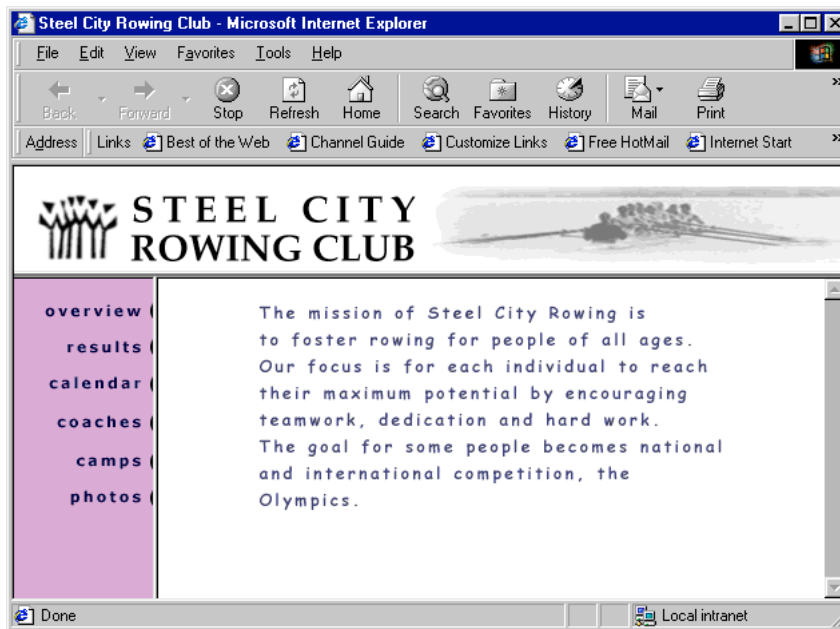 Steel City Rowing Club - Microsoft Internet Explorer
File Edit View Favorites Tools Help
Back Forward Stop Refresh Home Search Favorites History Mail Print
Address Links Best of the Web Channel Guide Customize Links Free HotMail Internet Start
STEEL CITY
ROWING CLUB
overview
results
calendar
coaches
camps
photos
The mission of Steel City Rowing is
to foster rowing for people of all ages.
Our focus is for each individual to reach
their maximum potential by encouraging
teamwork, dedication and hard work.
The goal for some people becomes national
and international competition, the
Olympics.
Done Local intranet